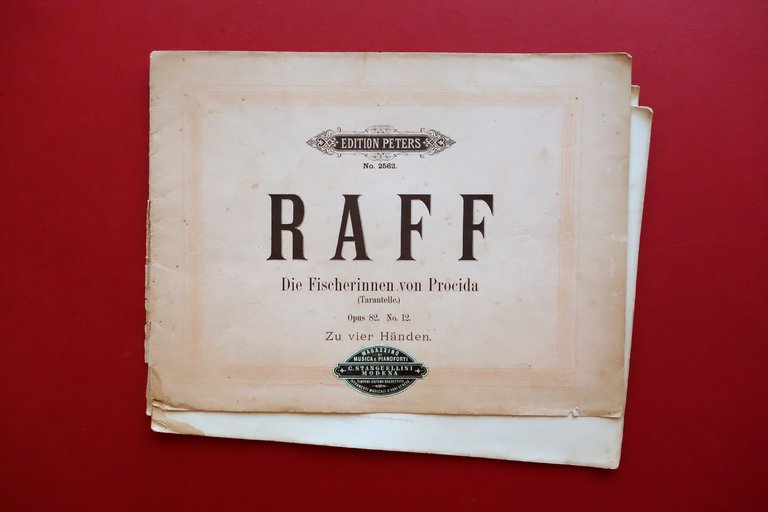 EDITION PETERS
No. 2562.
RAFF
Die Fischerinnen von Procida
(Tarantelle.)
Opus 82. No. 12.
Zu vier Händen.
MAGAZZINO
DI
MUSICA E PIANOFORTI
C. STANGUELLINI
MODENA